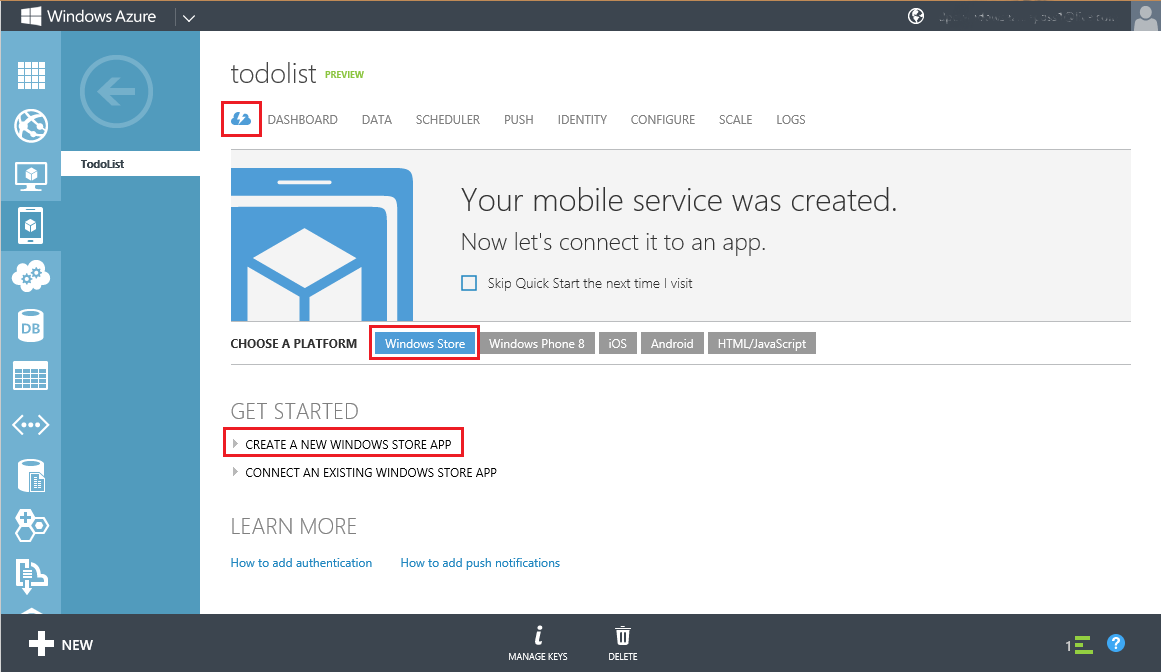 Windows Azure
todolist PREVIEW
DASHBOARD DATA SCHEDULER PUSH IDENTITY CONFIGURE SCALE LOGS
TodoList
Your mobile service was created.
Now let's connect it to an app.
Skip Quick Start the next time I visit
CHOOSE A PLATFORM Windows Store Windows Phone 8 iOS Android HTML/JavaScript
GET STARTED
CREATE A NEW WINDOWS STORE APP
CONNECT AN EXISTING WINDOWS STORE APP
LEARN MORE
How to add authentication How to add push notifications
DB
NEW
MANAGE KEYS
DELETE
1
?